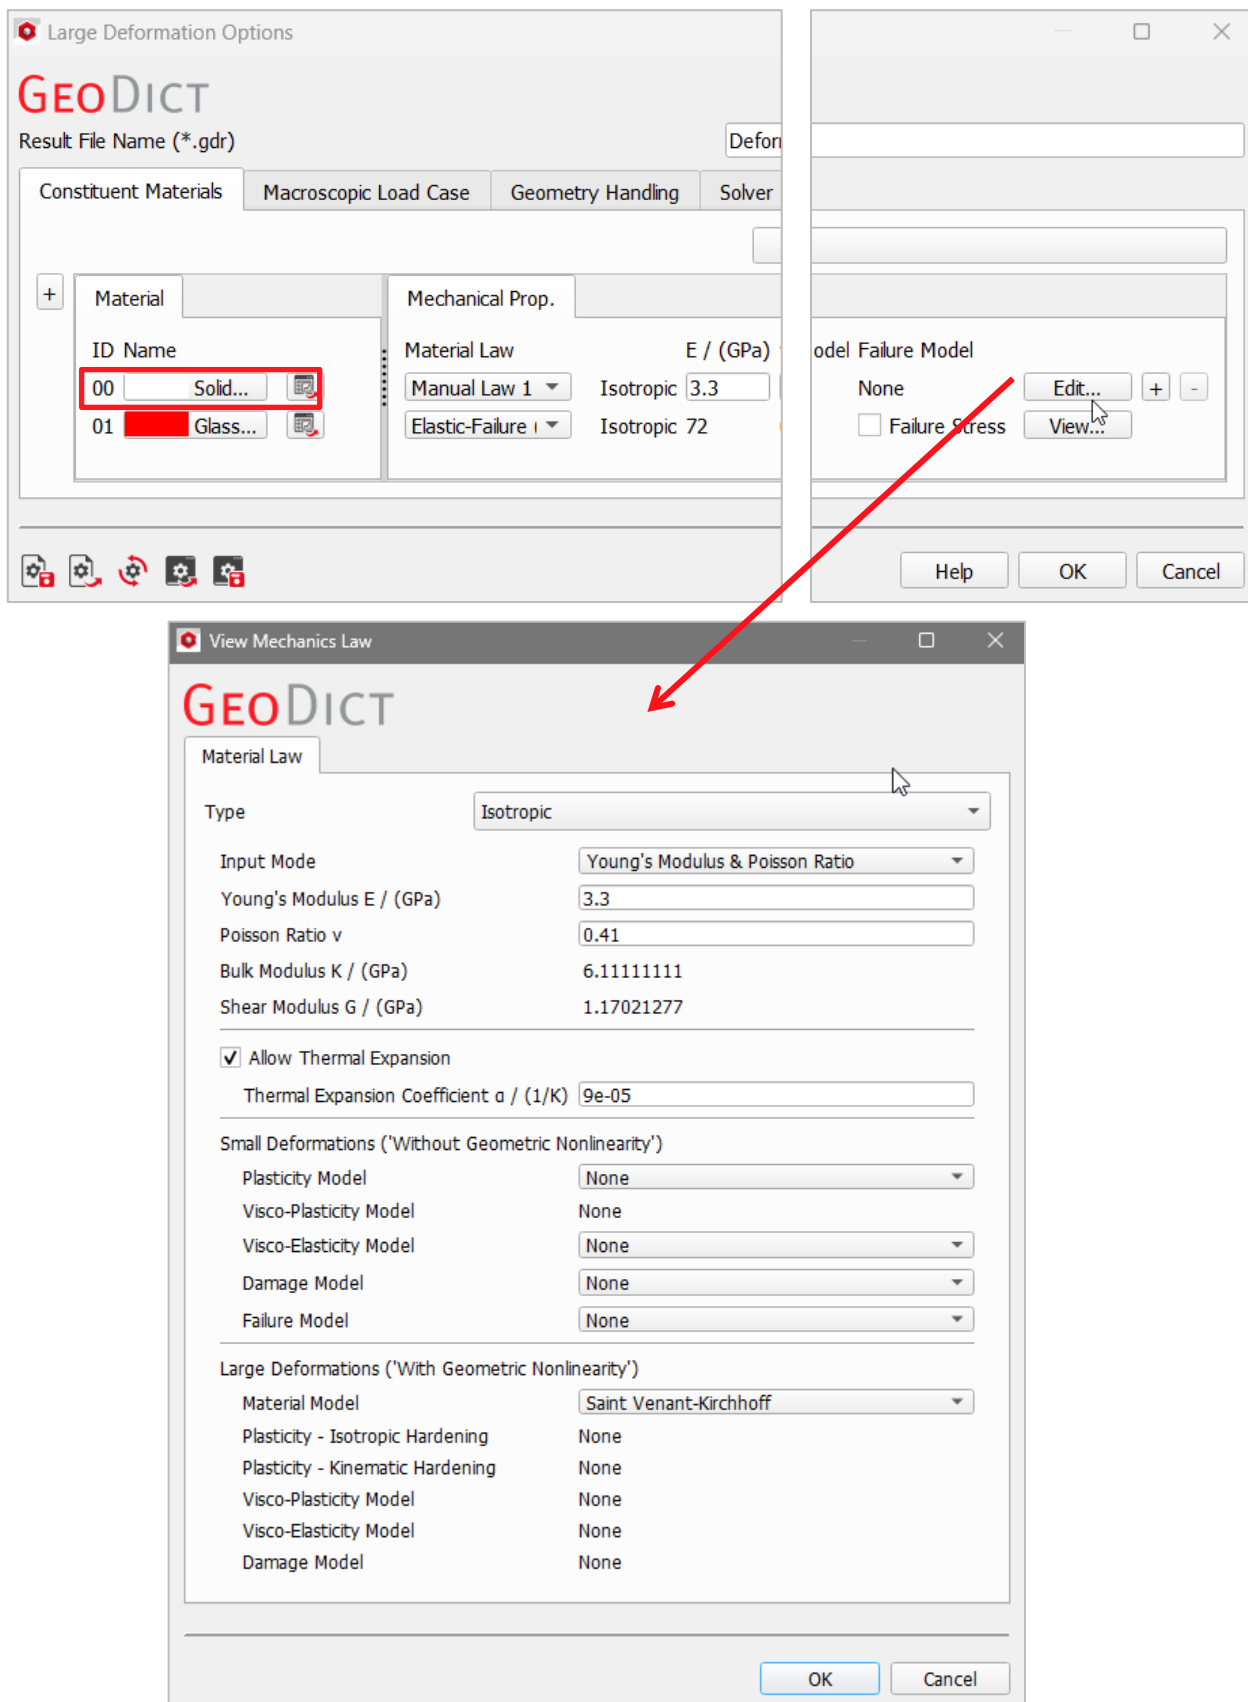 Large Deformation Options
GEODICT
Result File Name (*.gdr) Defor
Constituent Materials Macroscopic Load Case Geometry Handling Solver
+ Material Mechanical Prop.
ID Name Material Law E / (GPa) odel Failure Model
00 Solid... Manual Law 1 Isotropic 3.3 None Edit... + -
01 Glass... Elastic-Failure ( Isotropic 72 Failure Stress View...
Help OK Cancel
View Mechanics Law
GEODICT
Material Law
Type Isotropic
Input Mode Young's Modulus & Poisson Ratio
Young's Modulus E / (GPa) 3.3
Poisson Ratio ν 0.41
Bulk Modulus K / (GPa) 6.11111111
Shear Modulus G / (GPa) 1.17021277
Allow Thermal Expansion
Thermal Expansion Coefficient α / (1/K) 9e-05
Small Deformations ('Without Geometric Nonlinearity')
Plasticity Model None
Visco-Plasticity Model None
Visco-Elasticity Model None
Damage Model None
Failure Model None
Large Deformations ('With Geometric Nonlinearity')
Material Model Saint Venant-Kirchhoff
Plasticity - Isotropic Hardening None
Plasticity - Kinematic Hardening None
Visco-Plasticity Model None
Visco-Elasticity Model None
Damage Model None
OK Cancel